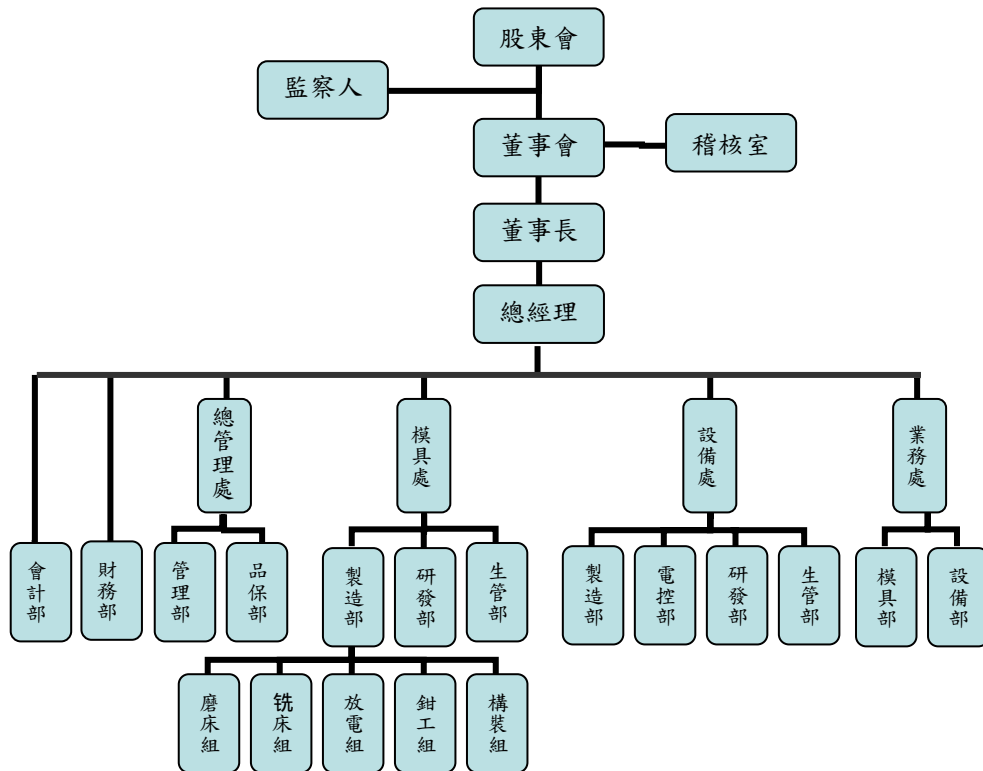 股東會
監察人
董事會
稽核室
董事長
總經理
總管理處
模具處
設備處
業務處
會計部
財務部
管理部
品保部
製造部
研發部
生管部
製造部
電控部
研發部
生管部
模具部
設備部
磨床組
铣床組
放電組
鉗工組
構裝組